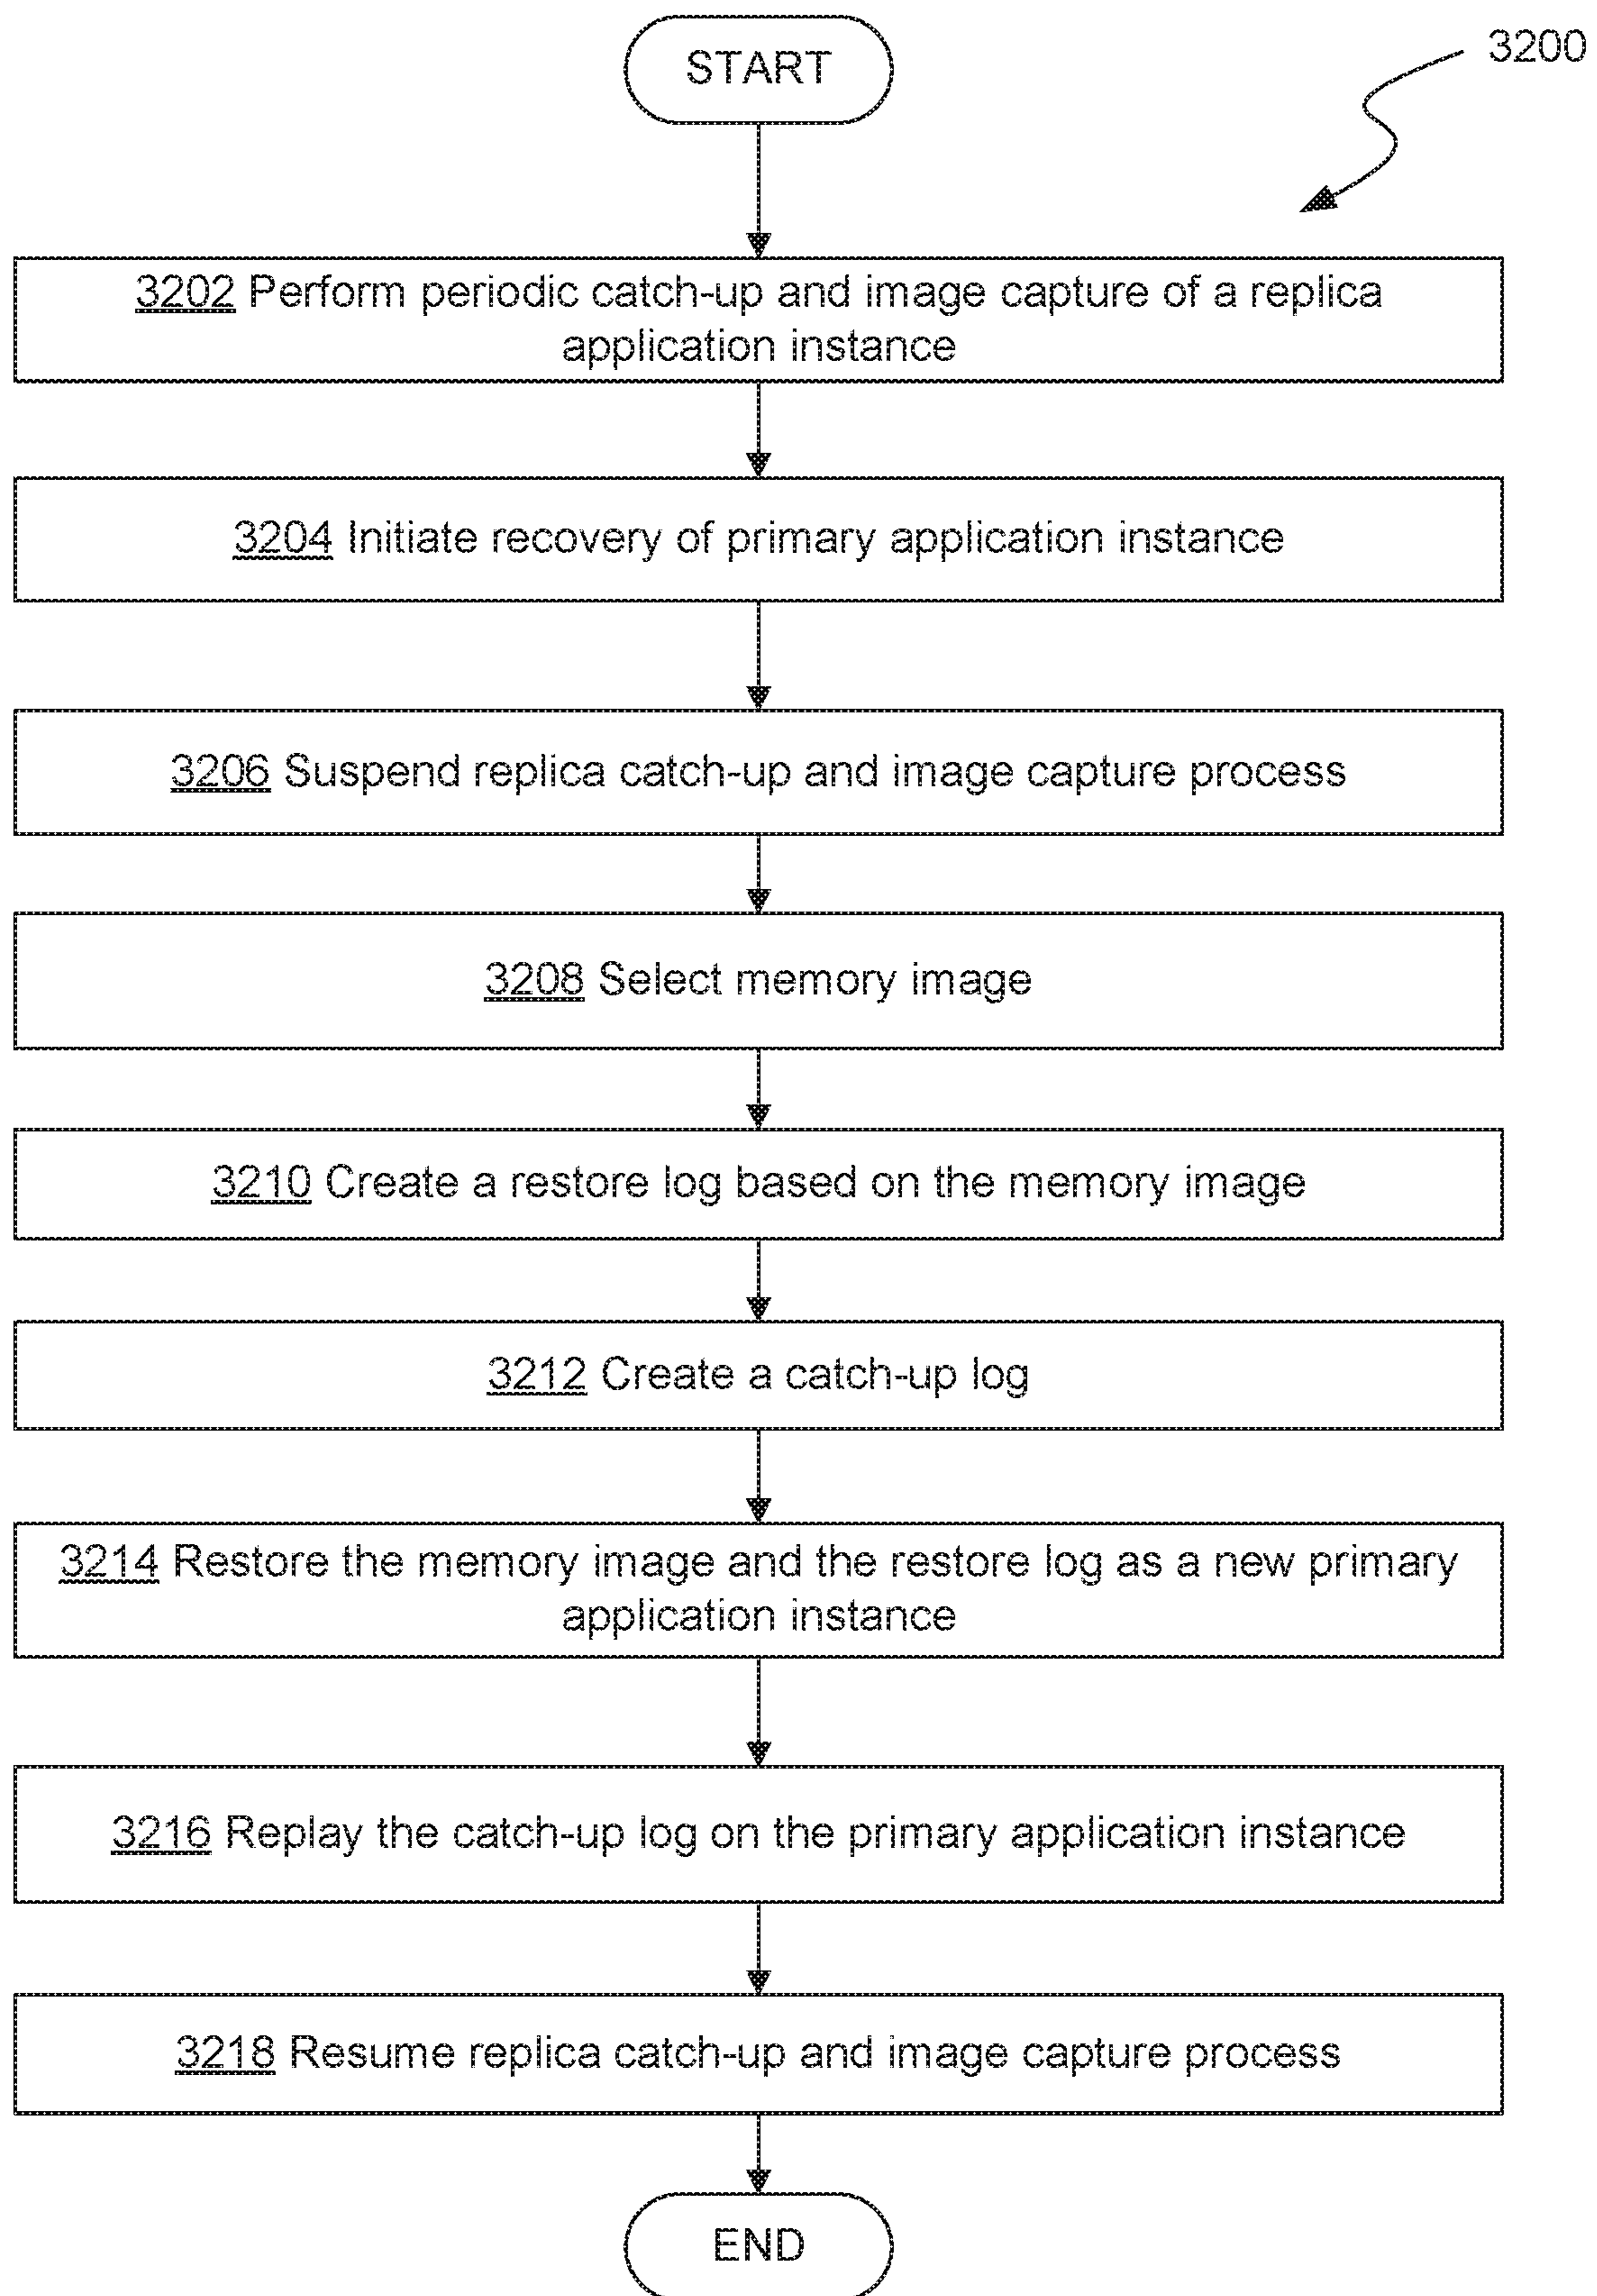 START
3200
3202 Perform periodic catch-up and image capture of a replica
application instance
3204 Initiate recovery of primary application instance
3206 Suspend replica catch-up and image capture process
3208 Select memory image
3210 Create a restore log based on the memory image
3212 Create a catch-up log
3214 Restore the memory image and the restore log as a new primary
application instance
3216 Replay the catch-up log on the primary application instance
3218 Resume replica catch-up and image capture process
END